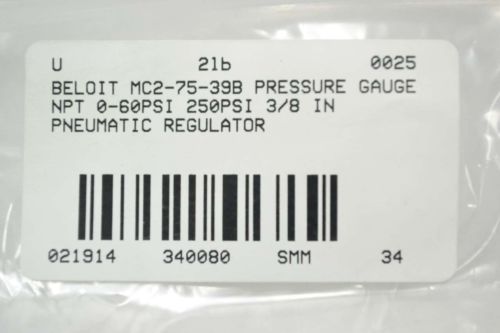 U 2lb 0025
BELOIT MC2-75-39B PRESSURE GAUGE
NPT 0-60PSI 250PSI 3/8 IN
PNEUMATIC REGULATOR
021914 340080 SMM 34